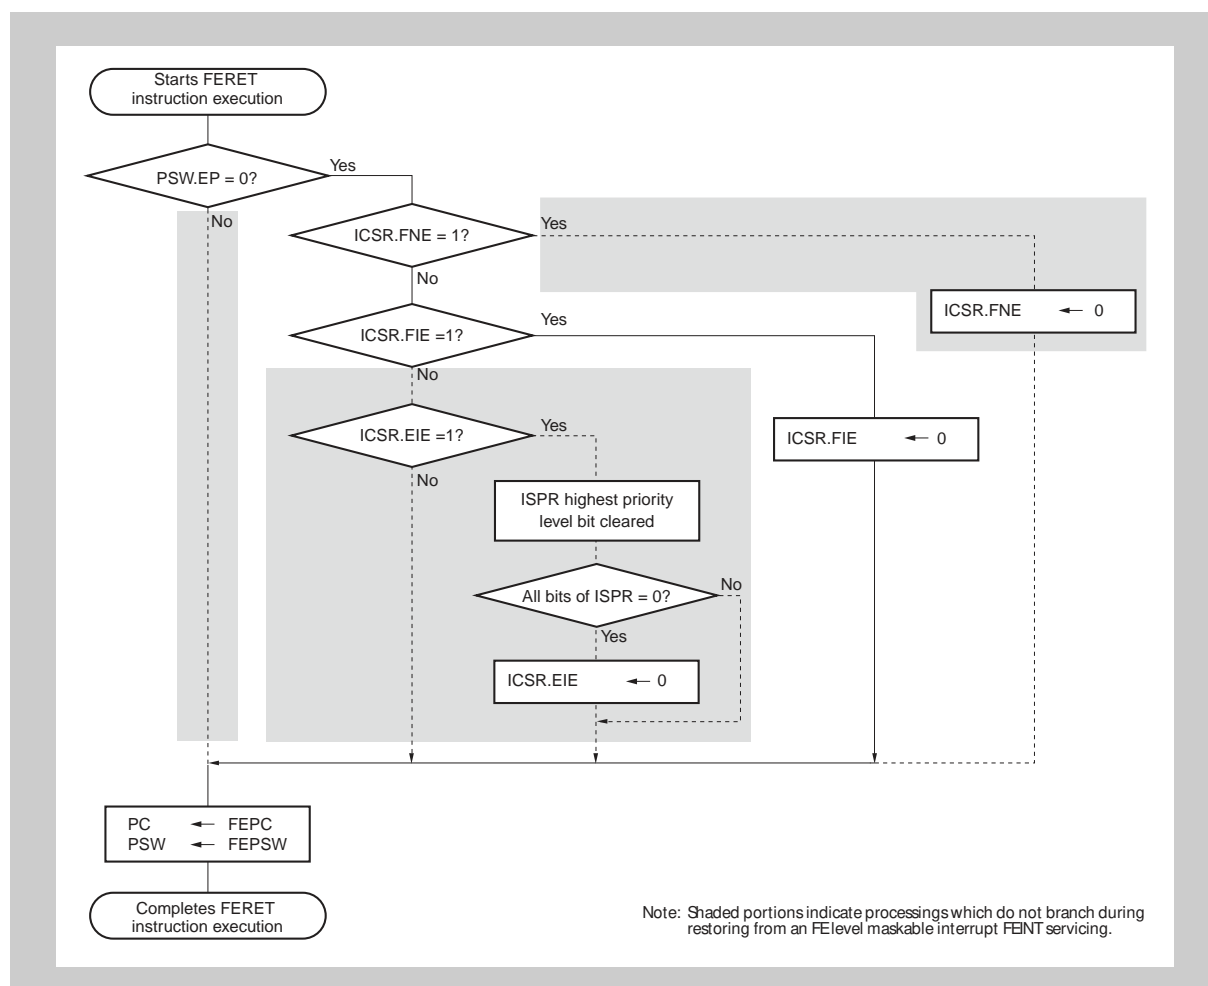 Starts FERET
instruction execution
PSW.EP = 0?
Yes
No
ICSR.FNE = 1?
Yes
No
ICSR.FNE ← 0
ICSR.FIE =1?
Yes
No
ICSR.FIE ← 0
ICSR.EIE =1?
Yes
No
ISPR highest priority
level bit cleared
All bits of ISPR = 0?
No
Yes
ICSR.EIE ← 0
PC ← FEPC
PSW ← FEPSW
Completes FERET
instruction execution
Note: Shaded portions indicate processings which do not branch during
restoring from an FE level maskable interrupt FEINT servicing.